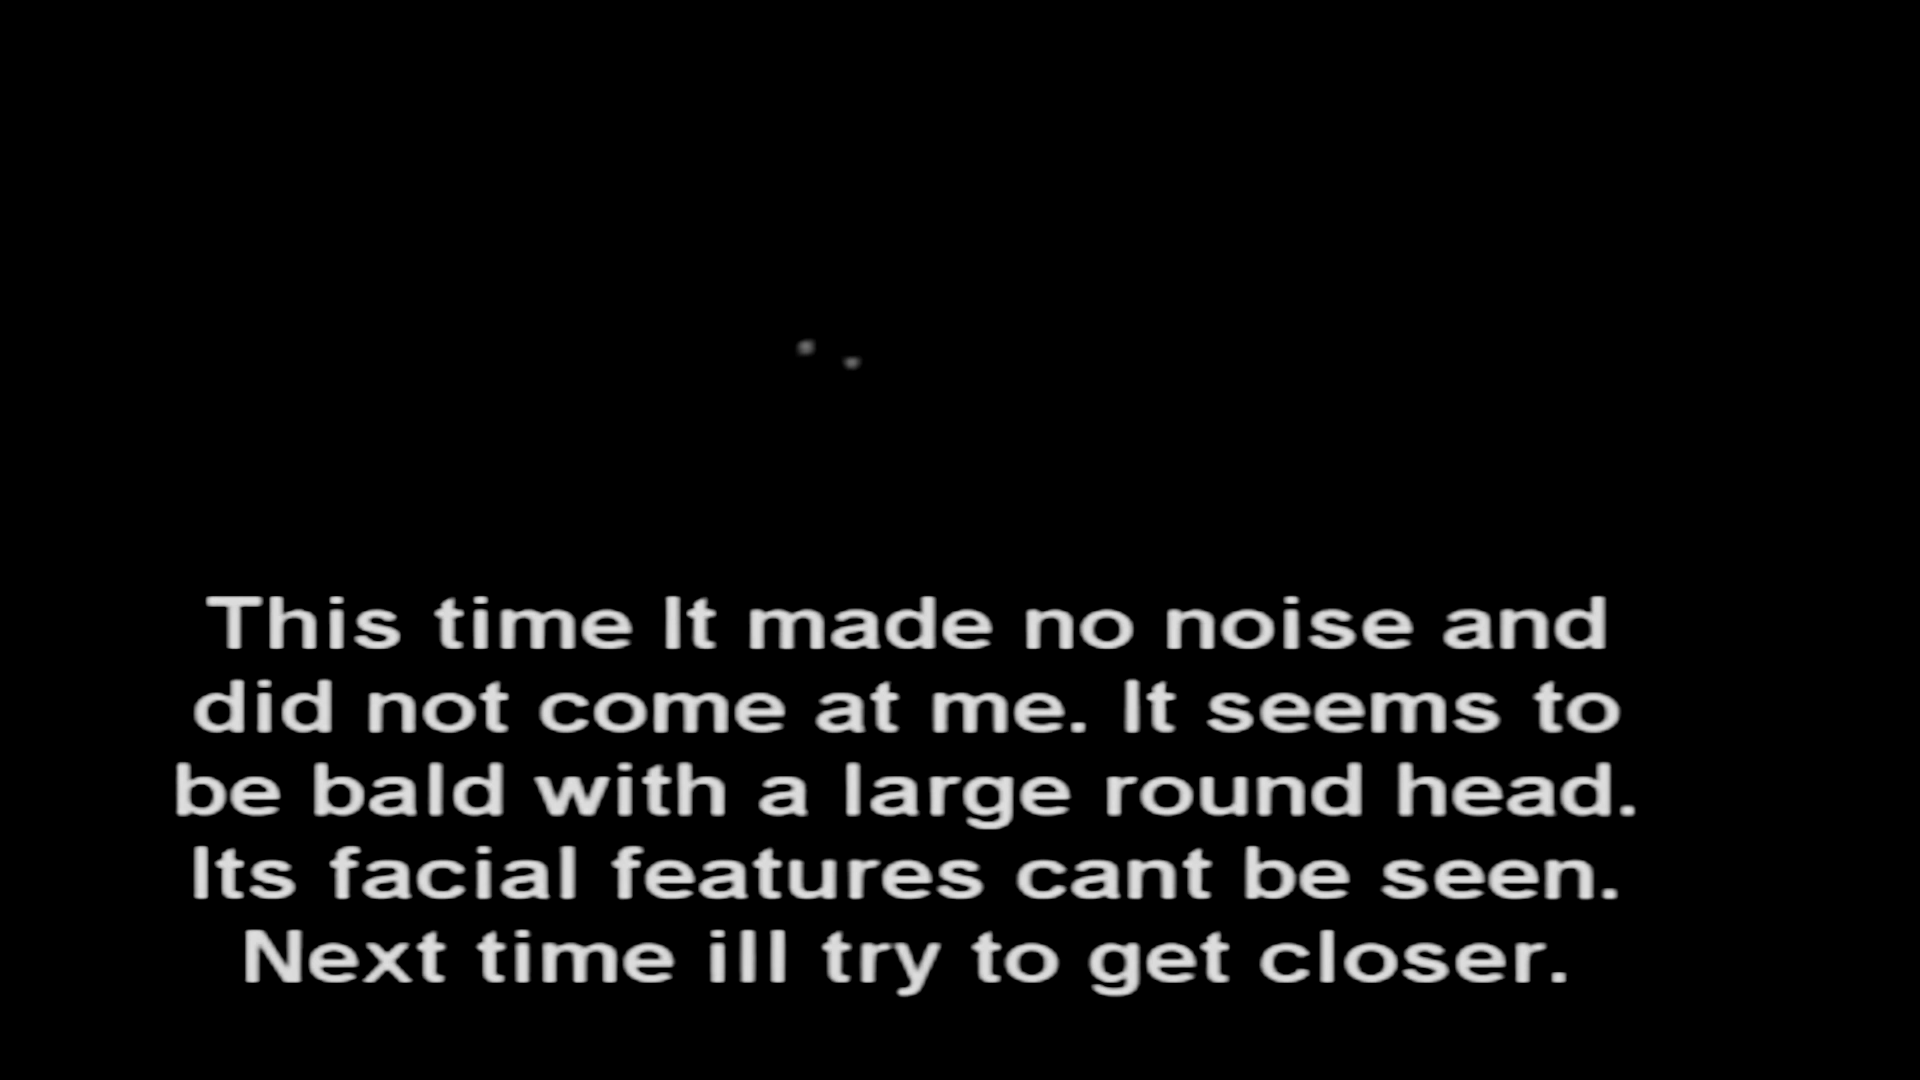 This time It made no noise and
did not come at me. It seems to
be bald with a large round head.
Its facial features cant be seen.
Next time ill try to get closer.